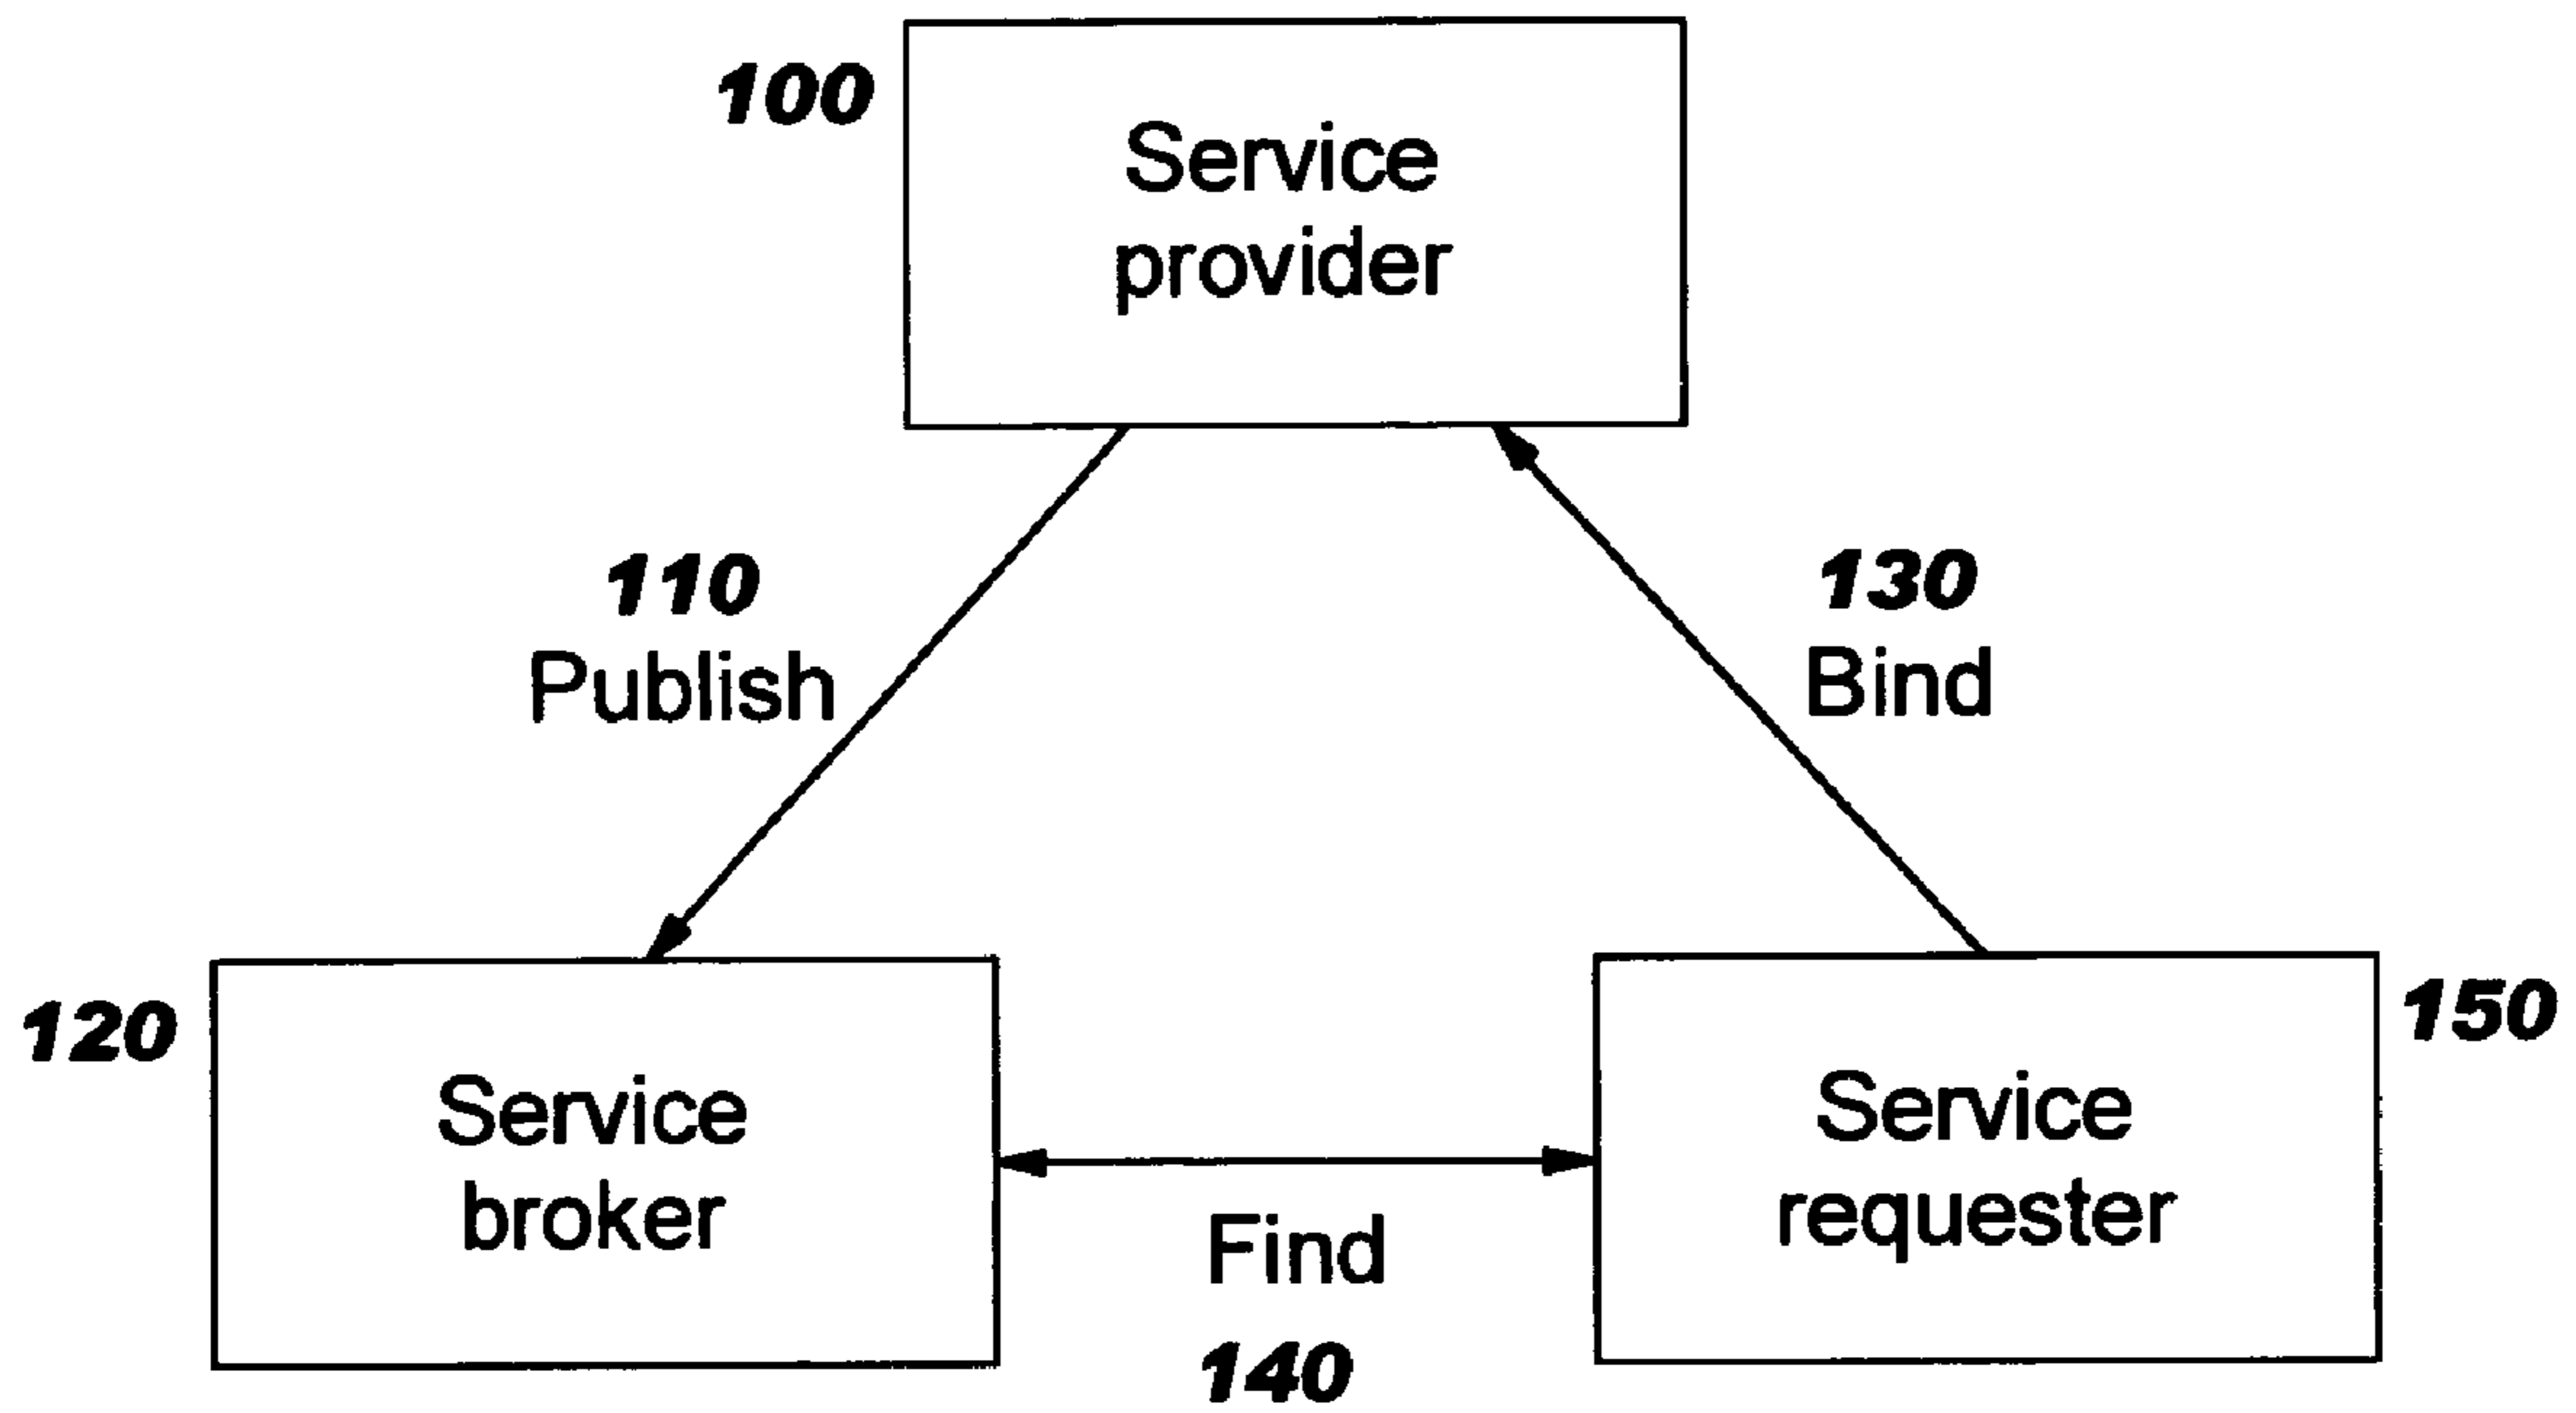 100
Service
provider
110
Publish
130
Bind
120
Service
broker
150
Service
requester
Find
140